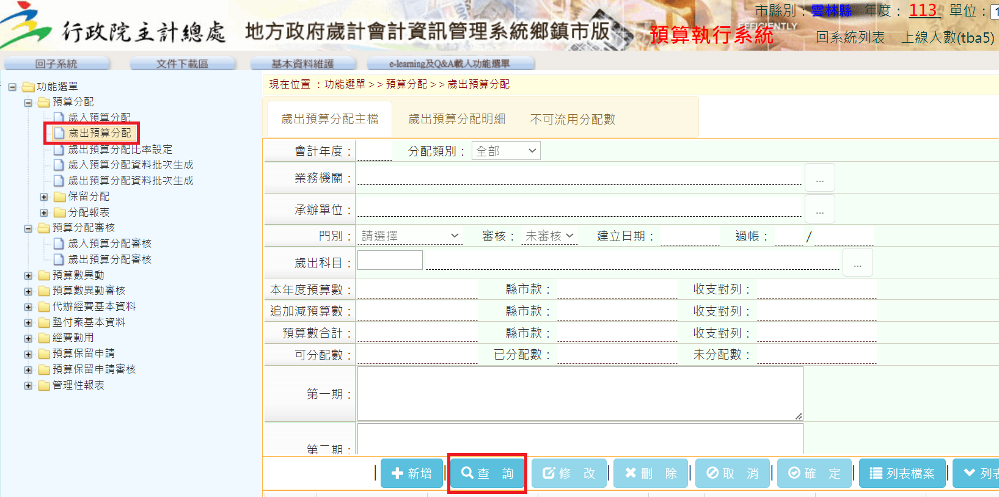 行政院主計總處 地方政府歲計會計資訊管理系統鄉鎮市版
EFFICIENTLY
預算執行系統
市縣別：雲林縣 年度：113 單位：1
回系統列表 上線人數(tba5)
回子系統 文件下載區 基本資料維護 e-learning及Q&A載入功能選單
功能選單
預算分配
歲入預算分配
歲出預算分配
歲出預算分配比率設定
歲入預算分配資料批次生成
歲出預算分配資料批次生成
保留分配
分配報表
預算分配審核
歲入預算分配審核
歲出預算分配審核
預算數異動
預算數異動審核
代辦經費基本資料
墊付案基本資料
經費動用
預算保留申請
預算保留申請審核
管理性報表
現在位置：功能選單>>預算分配>>歲出預算分配
歲出預算分配主檔 歲出預算分配明細 不可流用分配數
會計年度： 分配類別：全部
業務機關： ...
承辦單位： ...
門別：請選擇 審核：未審核 建立日期： 過帳： /
歲出科目： ...
本年度預算數： 縣市款： 收支對列：
追加減預算數： 縣市款： 收支對列：
預算數合計： 縣市款： 收支對列：
可分配數： 已分配數： 未分配數：
第一期：
第二期：
| 新增 | 查 詢 修 改 | 刪 除 | 取 消 | 確 定 | 列表檔案 | 列表